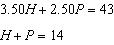 3.50H + 2.50P = 43
H + P = 14